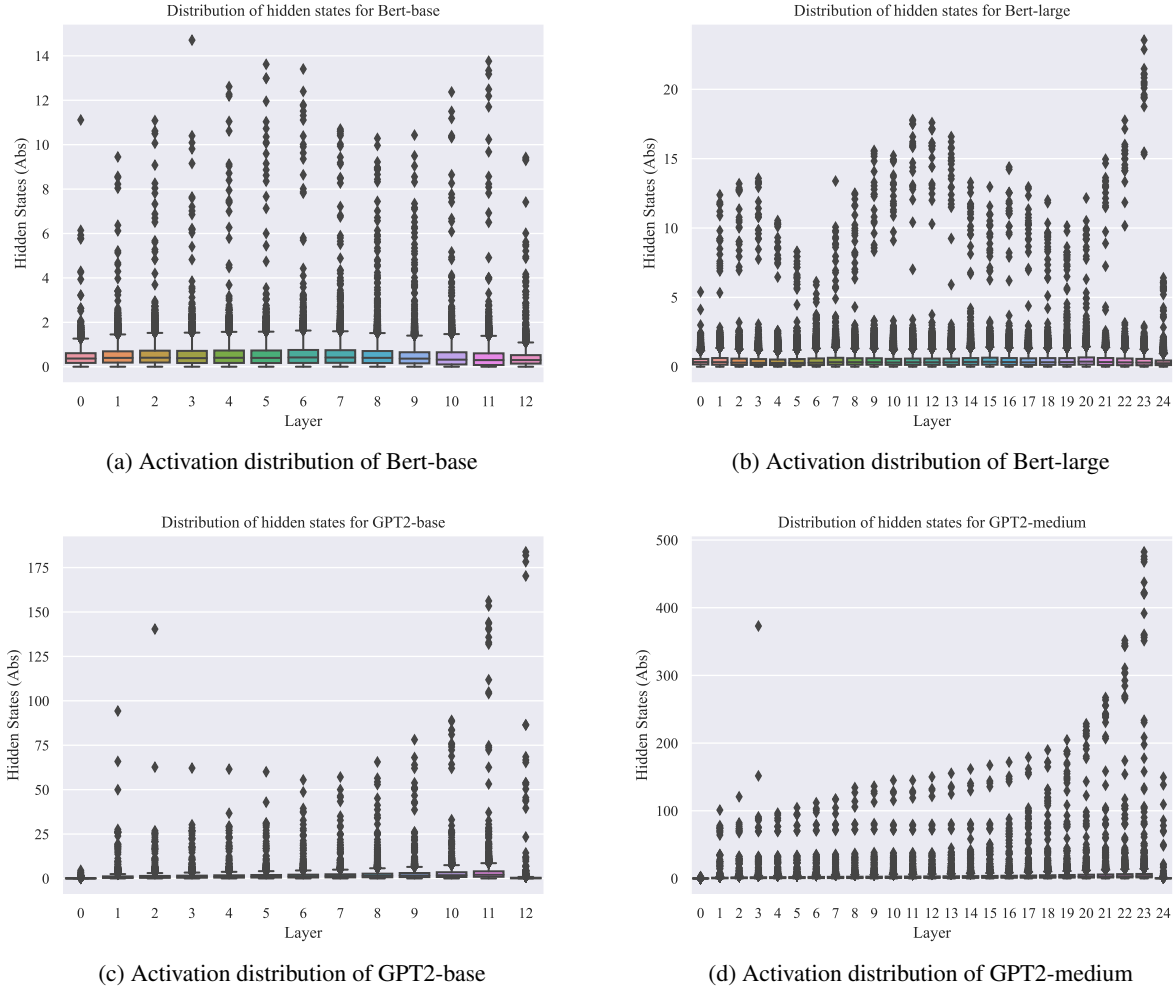 Distribution of hidden states for Bert-base
14
12
10
8
6
4
2
0
Hidden States (Abs)
0 1 2 3 4 5 6 7 8 9 10 11 12
Layer
(a) Activation distribution of Bert-base
Distribution of hidden states for Bert-large
20
15
10
5
0
Hidden States (Abs)
0 1 2 3 4 5 6 7 8 9 10 11 12 13 14 15 16 17 18 19 20 21 22 23 24
Layer
(b) Activation distribution of Bert-large
Distribution of hidden states for GPT2-base
175
150
125
100
75
50
25
0
Hidden States (Abs)
0 1 2 3 4 5 6 7 8 9 10 11 12
Layer
(c) Activation distribution of GPT2-base
Distribution of hidden states for GPT2-medium
500
400
300
200
100
0
Hidden States (Abs)
0 1 2 3 4 5 6 7 8 9 10 11 12 13 14 15 16 17 18 19 20 21 22 23 24
Layer
(d) Activation distribution of GPT2-medium